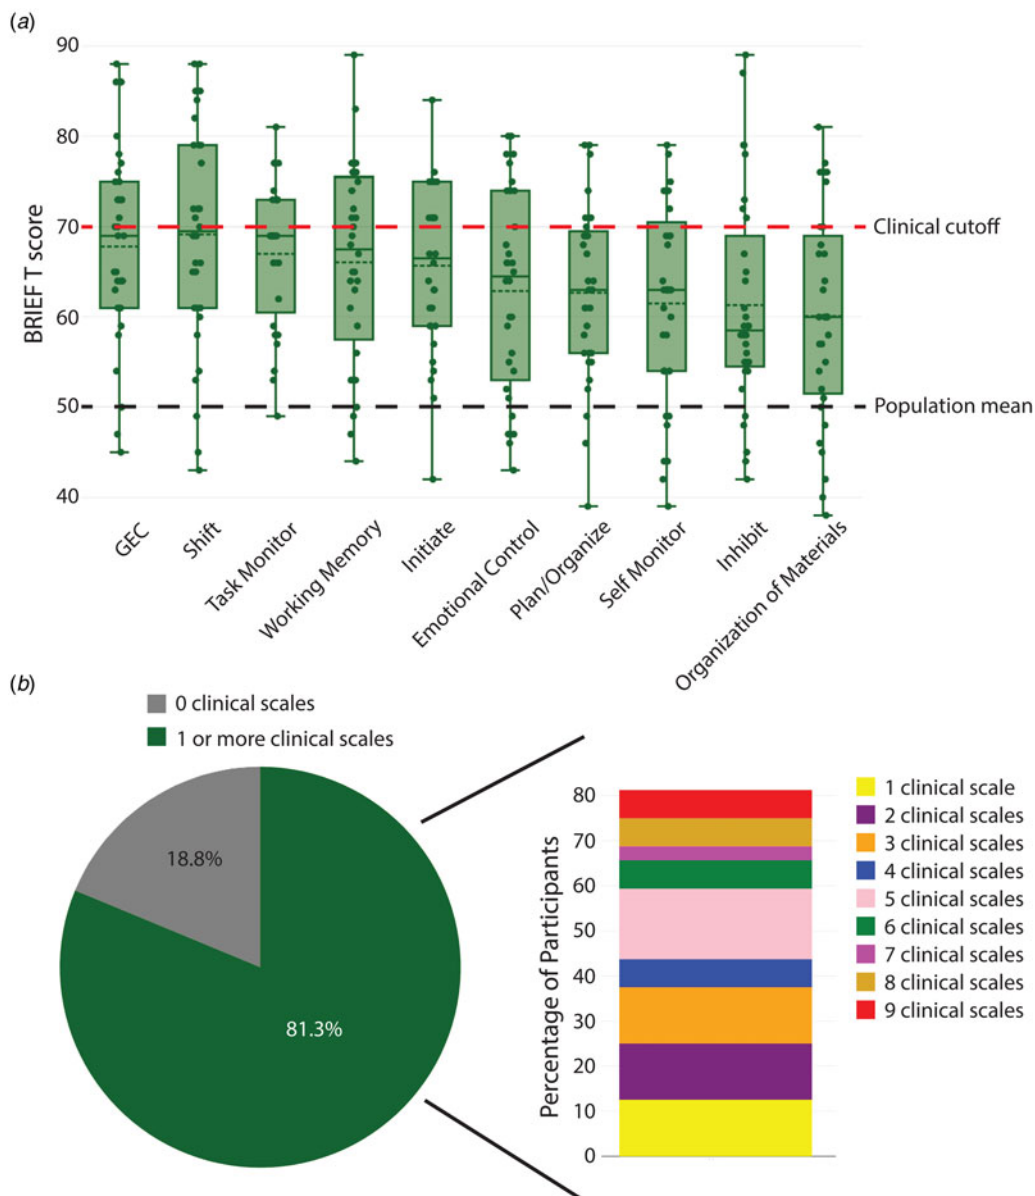 (a)
90
80
70
60
50
40
BRIEF T score
Clinical cutoff
Population mean
GEC
Shift
Task Monitor
Working Memory
Initiate
Emotional Control
Plan/Organize
Self Monitor
Inhibit
Organization of Materials
(b)
0 clinical scales
1 or more clinical scales
18.8%
81.3%
Percentage of Participants
80
70
60
50
40
30
20
10
0
1 clinical scale
2 clinical scales
3 clinical scales
4 clinical scales
5 clinical scales
6 clinical scales
7 clinical scales
8 clinical scales
9 clinical scales